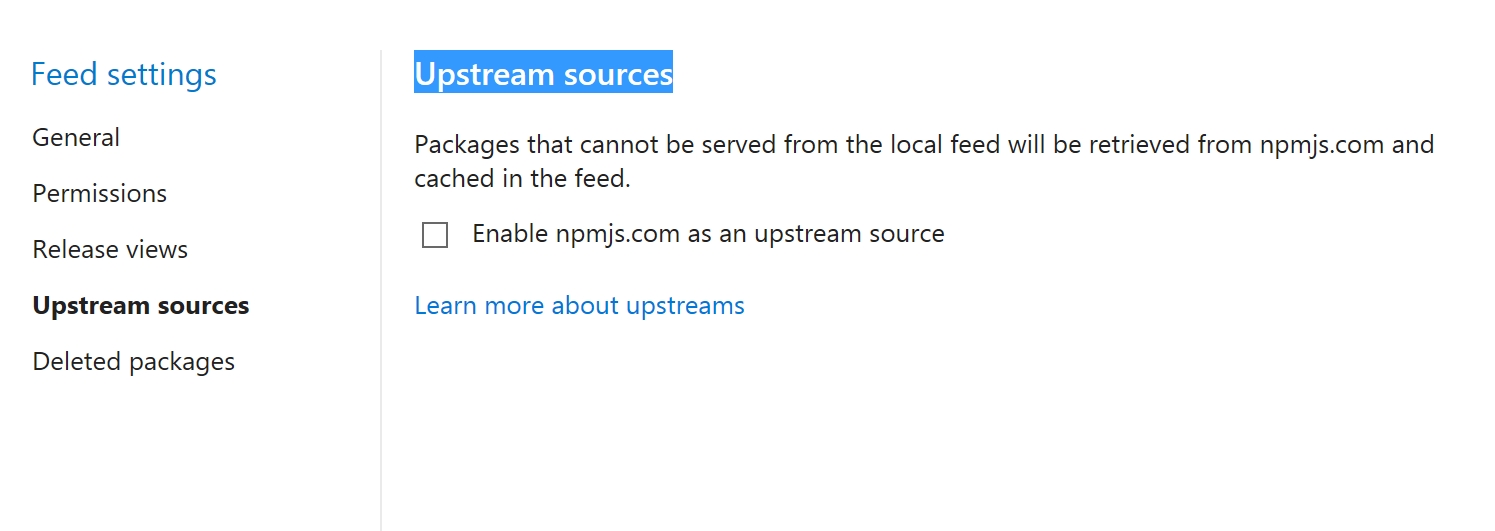 Feed settings
General
Permissions
Release views
Upstream sources
Deleted packages
Upstream sources
Packages that cannot be served from the local feed will be retrieved from npmjs.com and
cached in the feed.
Enable npmjs.com as an upstream source
Learn more about upstreams